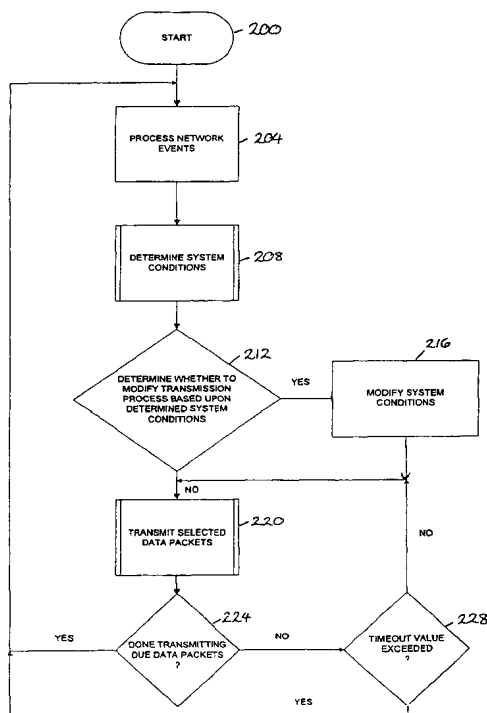 START
200
PROCESS NETWORK
EVENTS
204
DETERMINE SYSTEM
CONDITIONS
208
212
DETERMINE WHETHER TO
MODIFY TRANSMISSION
PROCESS BASED UPON
DETERMINED SYSTEM
CONDITIONS
YES
216
MODIFY SYSTEM
CONDITIONS
NO
TRANSMIT SELECTED
DATA PACKETS
220
NO
224
228
YES
DONE TRANSMITTING
DUE DATA PACKETS
?
NO
TIMEOUT VALUE
EXCEEDED
?
YES